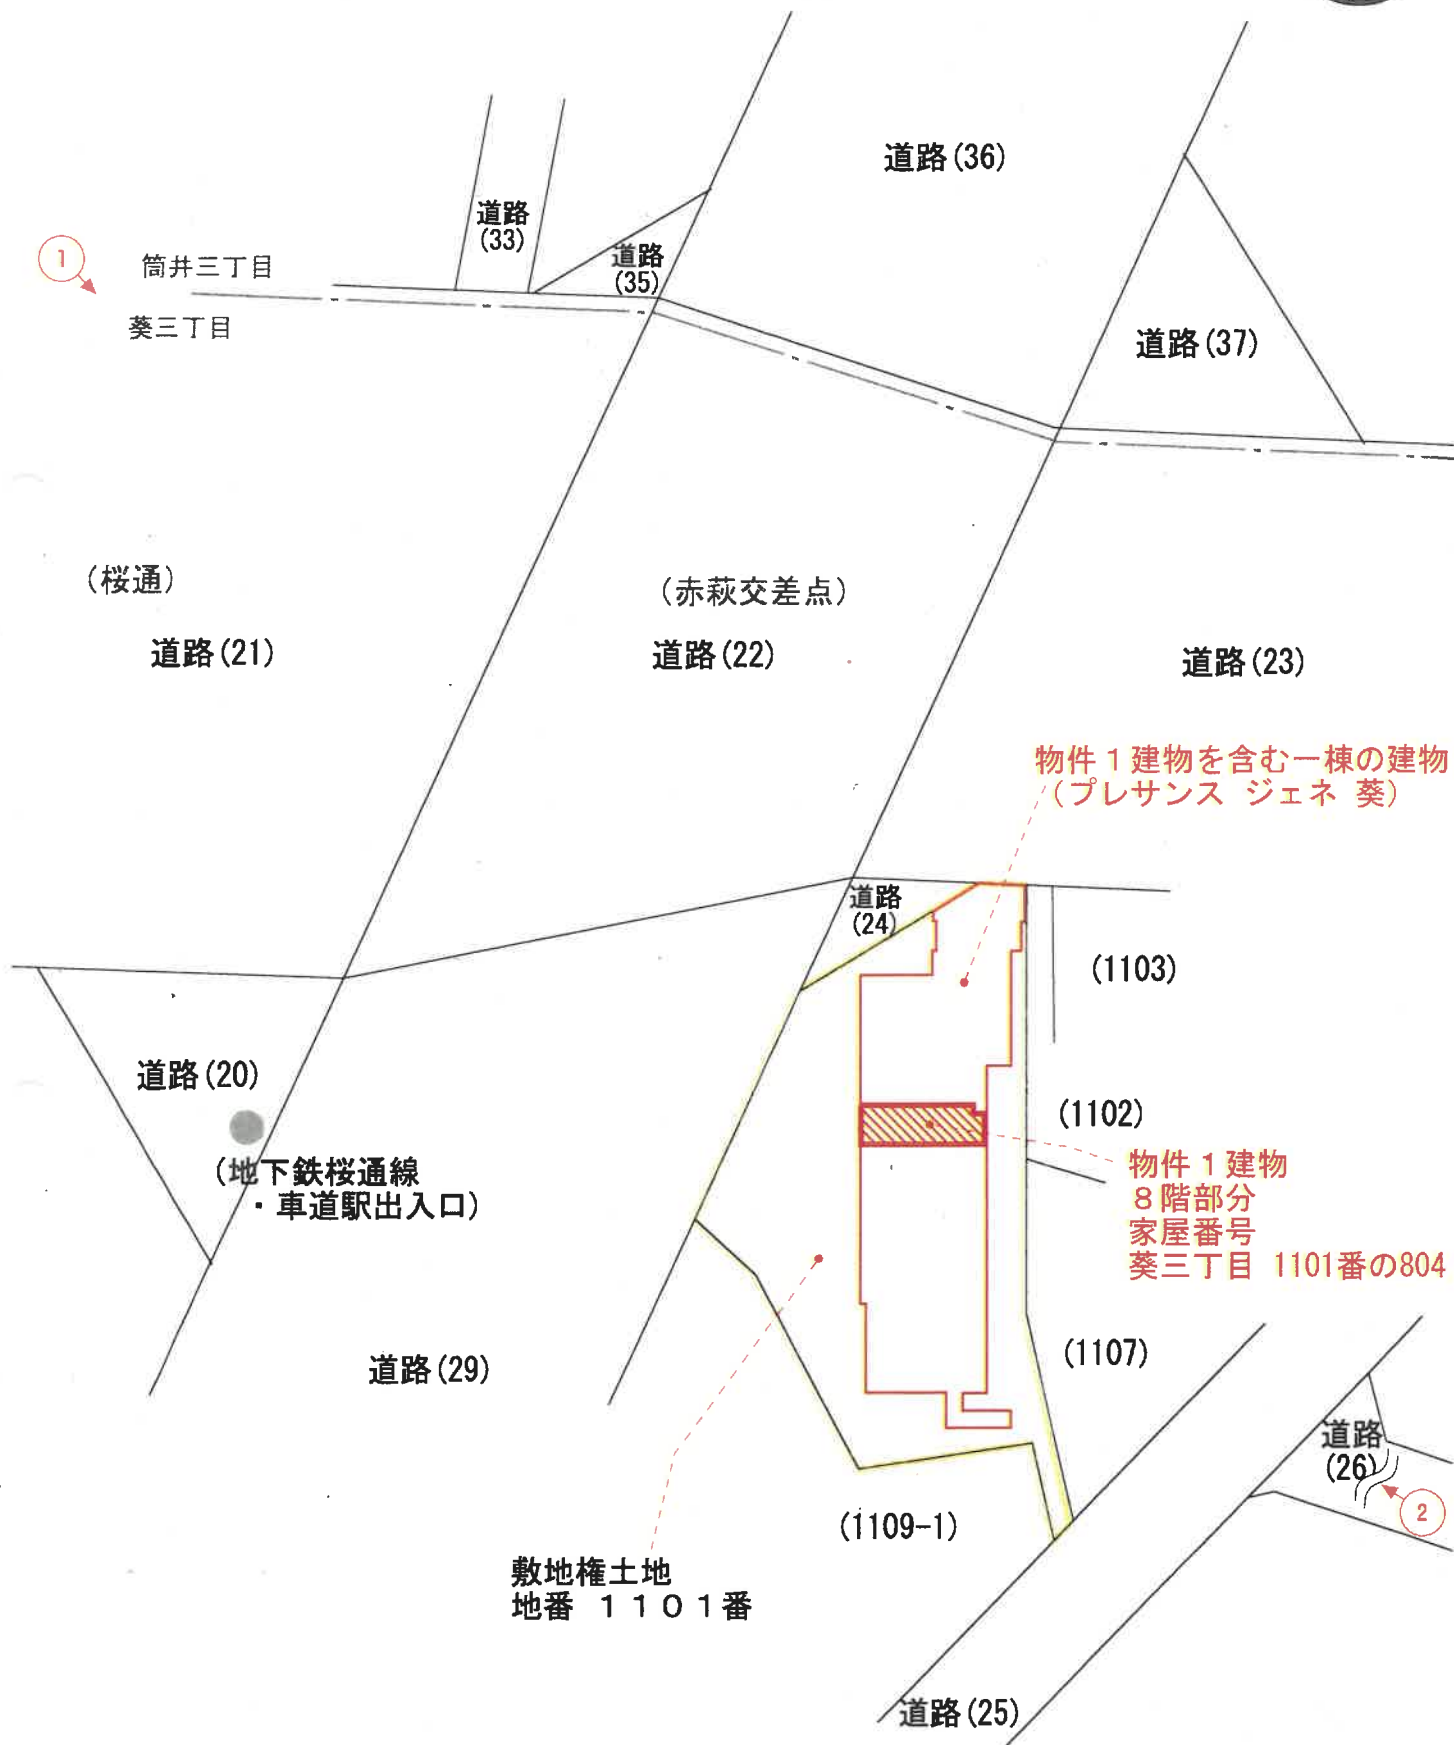 道路(36)
道路
(33)
道路
(35)
1
筒井三丁目
葵三丁目
道路(37)
(桜通)
道路(21)
(赤萩交差点)
道路(22)
道路(23)
物件１建物を含む一棟の建物
(プレサンス ジェネ 葵)
道路
(24)
(1103)
道路(20)
(地下鉄桜通線
・車道駅出入口)
(1102)
物件１建物
８階部分
家屋番号
葵三丁目 1101番の804
(1107)
道路(29)
道路
(26)
2
(1109-1)
敷地権土地
地番 １１０１番
道路(25)